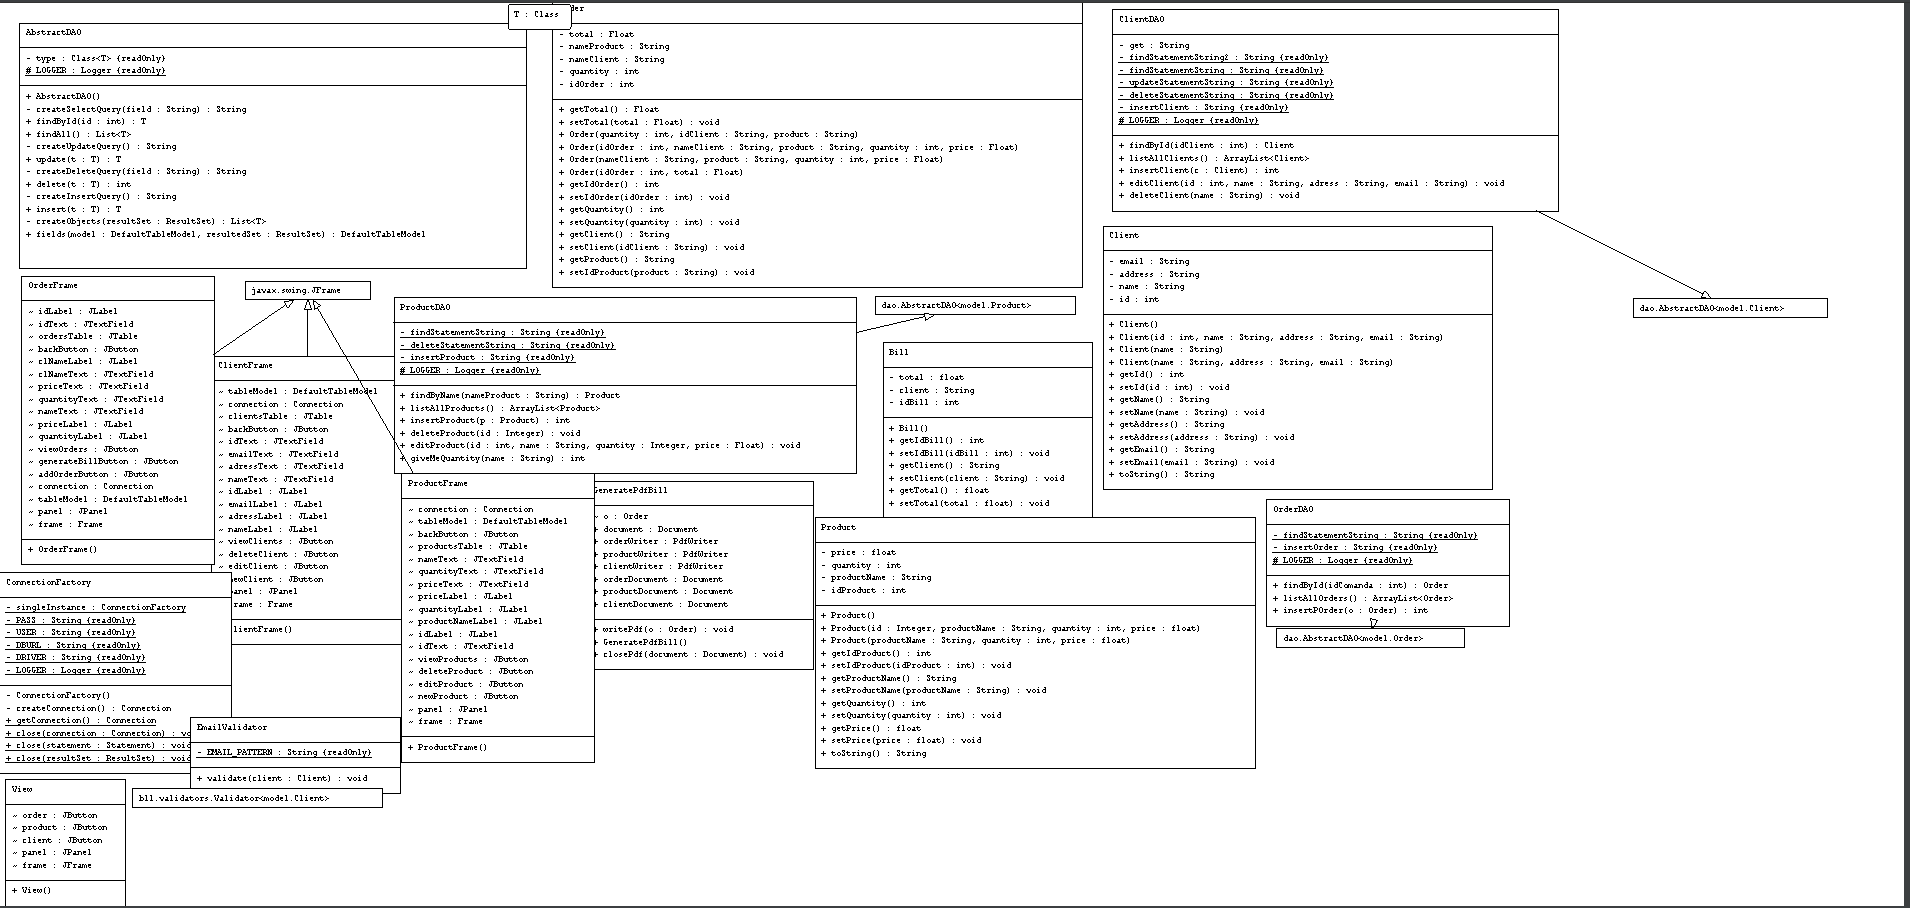 T : Class
AbstractDAO
- type : Class<T> {readOnly}
# LOGGER : Logger {readOnly}
+ AbstractDAO()
- createSelectQuery(field : String) : String
+ findById(id : int) : T
+ findAll() : List<T>
- createUpdateQuery() : String
+ update(t : T) : T
- createDeleteQuery(field : String) : String
+ delete(t : T) : int
- createInsertQuery() : String
+ insert(t : T) : T
- createObjects(resultSet : ResultSet) : List<T>
+ fields(model : DefaultTableModel, resultedSet : ResultSet) : DefaultTableModel
der
- total : Float
- nameProduct : String
- nameClient : String
- quantity : int
- idOrder : int
+ getTotal() : Float
+ setTotal(total : Float) : void
+ Order(quantity : int, idClient : String, product : String)
+ Order(idOrder : int, nameClient : String, product : String, quantity : int, price : Float)
+ Order(nameClient : String, product : String, quantity : int, price : Float)
+ Order(idOrder : int, total : Float)
+ getIdOrder() : int
+ setIdOrder(idOrder : int) : void
+ getQuantity() : int
+ setQuantity(quantity : int) : void
+ getClient() : String
+ setClient(idClient : String) : void
+ getProduct() : String
+ setIdProduct(product : String) : void
ClientDAO
- get : String
- findStatementString2 : String {readOnly}
- findStatementString : String {readOnly}
- updateStatementString : String {readOnly}
- deleteStatementString : String {readOnly}
- insertClient : String {readOnly}
# LOGGER : Logger {readOnly}
+ findById(idClient : int) : Client
+ listAllClients() : ArrayList<Client>
+ insertClient(c : Client) : int
+ editClient(id : int, name : String, adress : String, email : String) : void
+ deleteClient(name : String) : void
dao.AbstractDAO<model.Client>
Client
- email : String
- address : String
- name : String
- id : int
+ Client()
+ Client(id : int, name : String, address : String, email : String)
+ Client(name : String)
+ Client(name : String, address : String, email : String)
+ getId() : int
+ setId(id : int) : void
+ getName() : String
+ setName(name : String) : void
+ getAddress() : String
+ setAddress(address : String) : void
+ getEmail() : String
+ setEmail(email : String) : void
+ toString() : String
OrderFrame
~ idLabel : JLabel
~ idText : JTextField
~ ordersTable : JTable
~ backButton : JButton
~ clNameLabel : JLabel
~ clNameText : JTextField
~ priceText : JTextField
~ quantityText : JTextField
~ nameText : JTextField
~ priceLabel : JLabel
~ quantityLabel : JLabel
~ viewOrders : JButton
~ generateBillButton : JButton
~ addOrderButton : JButton
~ connection : Connection
~ tableModel : DefaultTableModel
~ panel : JPanel
~ frame : Frame
+ OrderFrame()
javax.swing.JFrame
ClientFrame
~ tableModel : DefaultTableModel
~ connection : Connection
~ clientsTable : JTable
~ backButton : JButton
~ idText : JTextField
~ emailText : JTextField
~ adressText : JTextField
~ nameText : JTextField
~ idLabel : JLabel
~ emailLabel : JLabel
~ adressLabel : JLabel
~ nameLabel : JLabel
~ viewClients : JButton
~ deleteClient : JButton
~ editClient : JButton
ewClient : JButton
anel : JPanel
rame : Frame
lientFrame()
ProductDAO
- findStatementString : String {readOnly}
- deleteStatementString : String {readOnly}
- insertProduct : String {readOnly}
# LOGGER : Logger {readOnly}
+ findByName(nameProduct : String) : Product
+ listAllProducts() : ArrayList<Product>
+ insertProduct(p : Product) : int
+ deleteProduct(id : Integer) : void
+ editProduct(id : int, name : String, quantity : Integer, price : Float) : void
+ giveMeQuantity(name : String) : int
dao.AbstractDAO<model.Product>
Bill
- total : float
- client : String
- idBill : int
+ Bill()
+ getIdBill() : int
+ setIdBill(idBill : int) : void
+ getClient() : String
+ setClient(client : String) : void
+ getTotal() : float
+ setTotal(total : float) : void
ProductFrame
~ connection : Connection
~ tableModel : DefaultTableModel
~ backButton : JButton
~ productsTable : JTable
~ nameText : JTextField
~ quantityText : JTextField
~ priceText : JTextField
~ priceLabel : JLabel
~ quantityLabel : JLabel
~ productNameLabel : JLabel
~ idLabel : JLabel
~ idText : JTextField
~ viewProducts : JButton
~ deleteProduct : JButton
~ editProduct : JButton
~ newProduct : JButton
~ panel : JPanel
~ frame : Frame
+ ProductFrame()
GeneratePdfBill
~ o : Order
+ document : Document
~ orderWriter : PdfWriter
~ productWriter : PdfWriter
~ clientWriter : PdfWriter
~ orderDocument : Document
~ productDocument : Document
~ clientDocument : Document
+ writePdf(o : Order) : void
+ GeneratePdfBill()
+ closePdf(document : Document) : void
Product
- price : float
- quantity : int
- productName : String
- idProduct : int
+ Product()
+ Product(id : Integer, productName : String, quantity : int, price : float)
+ Product(productName : String, quantity : int, price : float)
+ getIdProduct() : int
+ setIdProduct(idProduct : int) : void
+ getProductName() : String
+ setProductName(productName : String) : void
+ getQuantity() : int
+ setQuantity(quantity : int) : void
+ getPrice() : float
+ setPrice(price : float) : void
+ toString() : String
OrderDAO
- findStatementString : String {readOnly}
- insertOrder : String {readOnly}
# LOGGER : Logger {readOnly}
+ findById(idComanda : int) : Order
+ listAllOrders() : ArrayList<Order>
+ insertPOrder(o : Order) : int
dao.AbstractDAO<model.Order>
ConnectionFactory
- singleInstance : ConnectionFactory
- PASS : String {readOnly}
- USER : String {readOnly}
- DBURL : String {readOnly}
- DRIVER : String {readOnly}
- LOGGER : Logger {readOnly}
- ConnectionFactory()
- createConnection() : Connection
+ getConnection() : Connection
+ close(connection : Connection) : vo
+ close(statement : Statement) : void
+ close(resultSet : ResultSet) : void
EmailValidator
- EMAIL_PATTERN : String {readOnly}
+ validate(client : Client) : void
bll.validators.Validator<model.Client>
View
~ order : JButton
~ product : JButton
~ client : JButton
~ panel : JPanel
~ frame : JFrame
+ View()